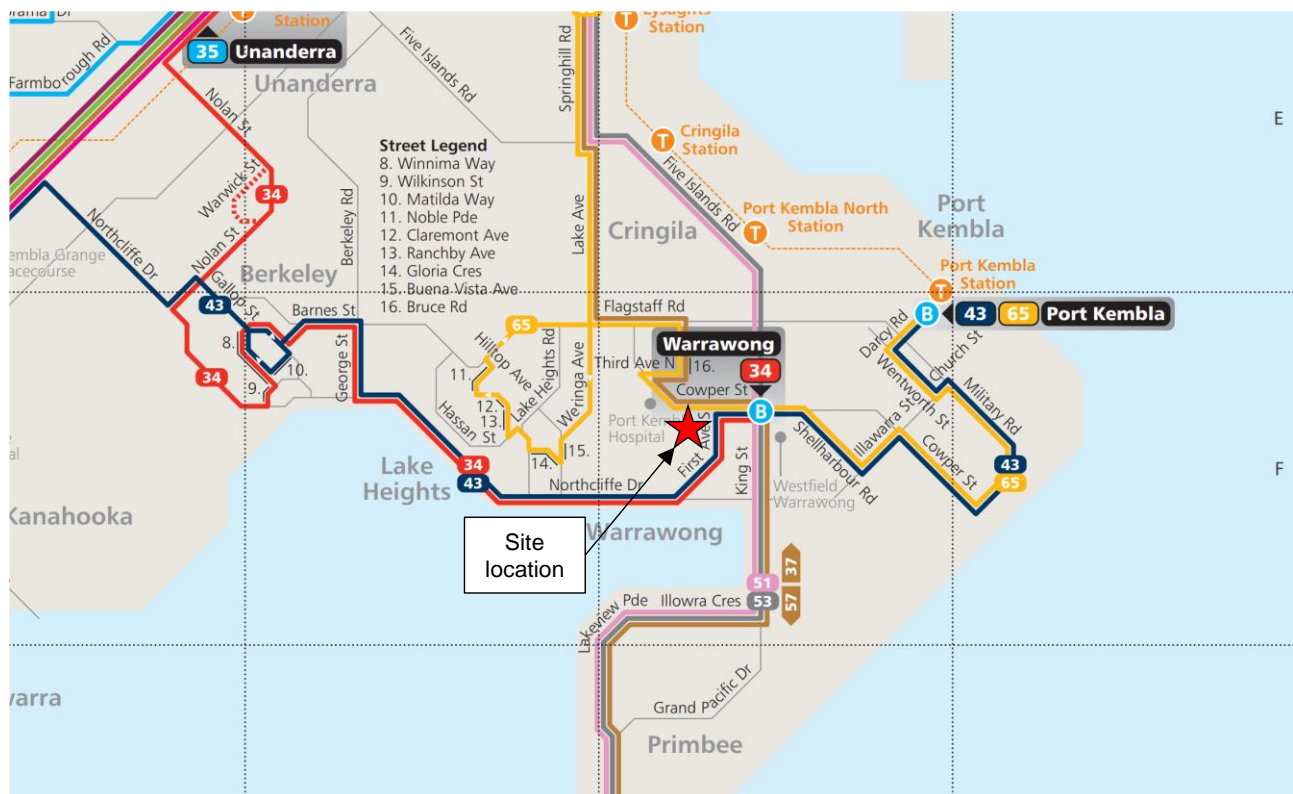 Station
35 Unanderra
Farmborough Rd
Unanderra
Nolan St
Five Islands Rd
Springhill Rd
Lysaghts
Station
E
Street Legend
8. Winnima Way
9. Wilkinson St
10. Matilda Way
11. Noble Pde
12. Claremont Ave
13. Ranchby Ave
14. Gloria Cres
15. Buena Vista Ave
16. Bruce Rd
Warwick St
34
Berkeley Rd
Lake Ave
T
Cringila
Station
Five Islands Rd
Cringila
T
Port Kembla North
Station
T
Port
Kembla
Northcliffe Dr
embla Grange
acecourse
Nolan St
Berkeley
Port Kembla
Station
T
43
Gallop St
Barnes St
Flagstaff Rd
B 43 65 Port Kembla
Darcy Rd
Church St
65
Hilltop Ave
Lake Heights Rd
Weringa Ave
Warrawong
34
Third Ave N
16.
Cowper St
B
8.
10.
9.
34
George St
11.
12.
13.
Hassan St
14.
15.
Port Kembla
Hospital
First Ave S
King St
Westfield
Warrawong
Shellharbour Rd
Illawarra St
Wentworth St
Military Rd
Cowper St
43
65
F
Lake
Heights
34
43
Northcliffe Dr
Kanahooka
Site
location
Warrawong
51
53
37
57
Lakeview Pde
Illowra Cres
Grand Pacific Dr
Primbee
warra